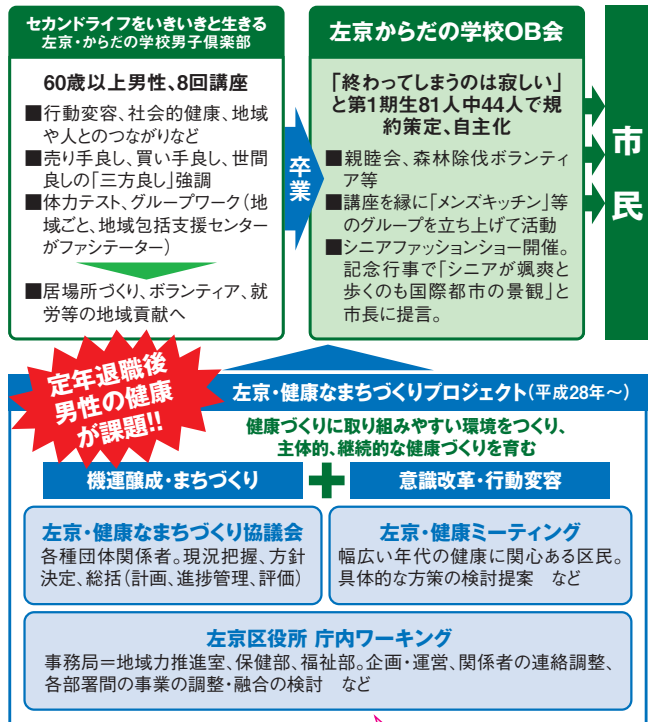 セカンドライフをいきいきと生きる
左京・からだの学校男子倶楽部
60歳以上男性、8回講座
■行動変容、社会的健康、地域
や人とのつながりなど
■売り手良し、買い手良し、世間
良しの「三方良し」強調
■体力テスト、グループワーク(地
域ごと、地域包括支援センター
がファシテーター)
■居場所づくり、ボランティア、就
労等の地域貢献へ
卒業
左京からだの学校OB会
「終わってしまうのは寂しい」
と第1期生81人中44人で規
約策定、自主化
■親睦会、森林除伐ボランティ
ア等
■講座を縁に「メンズキッチン」等
のグループを立ち上げて活動
■シニアファッションショー開催。
記念行事で「シニアが颯爽と
歩くのも国際都市の景観」と
市長に提言。
市民
定年退職後
男性の健康
が課題!!
左京・健康なまちづくりプロジェクト(平成28年〜)
健康づくりに取り組みやすい環境をつくり、
主体的、継続的な健康づくりを育む
機運醸成・まちづくり
意識改革・行動変容
左京・健康なまちづくり協議会
各種団体関係者。現況把握、方針
決定、総括(計画、進捗管理、評価)
左京・健康ミーティング
幅広い年代の健康に関心ある区民。
具体的な方策の検討提案 など
左京区役所 庁内ワーキング
事務局=地域力推進室、保健部、福祉部。企画・運営、関係者の連絡調整、
各部署間の事業の調整・融合の検討 など